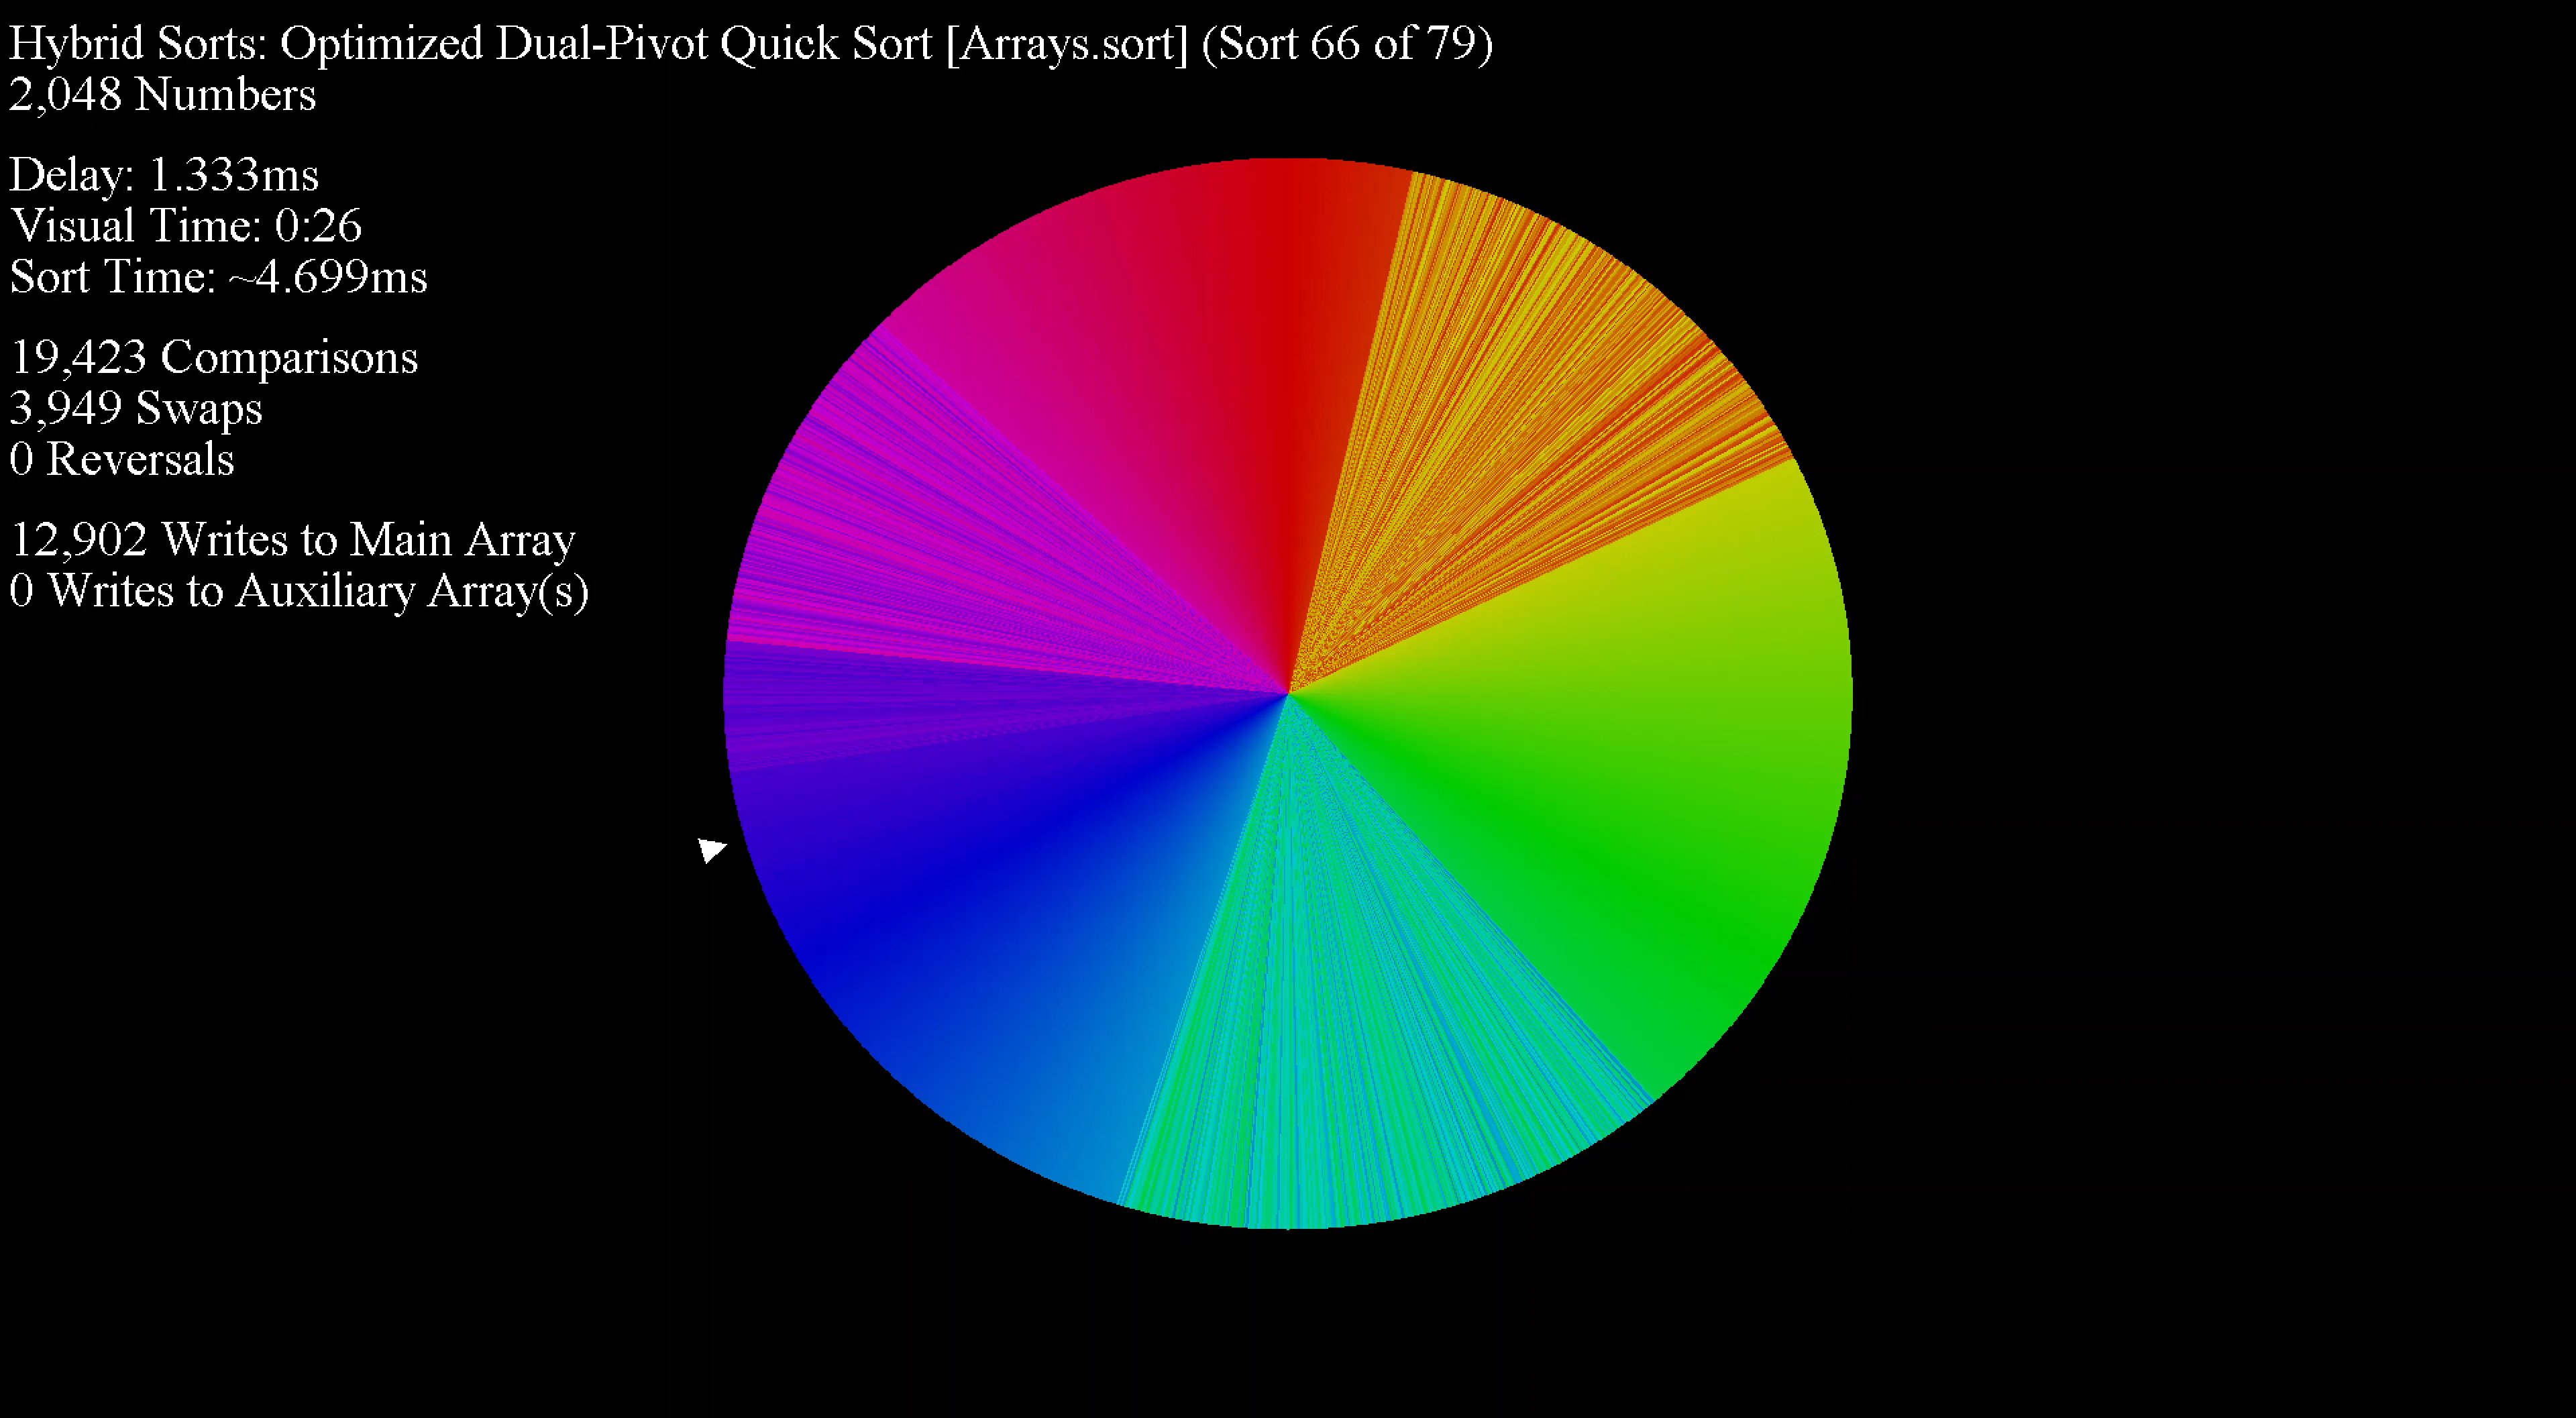 Hybrid Sorts: Optimized Dual-Pivot Quick Sort [Arrays.sort] (Sort 66 of 79)
2,048 Numbers
Delay: 1.333ms
Visual Time: 0:26
Sort Time: ~4.699ms
19,423 Comparisons
3,949 Swaps
0 Reversals
12,902 Writes to Main Array
0 Writes to Auxiliary Array(s)